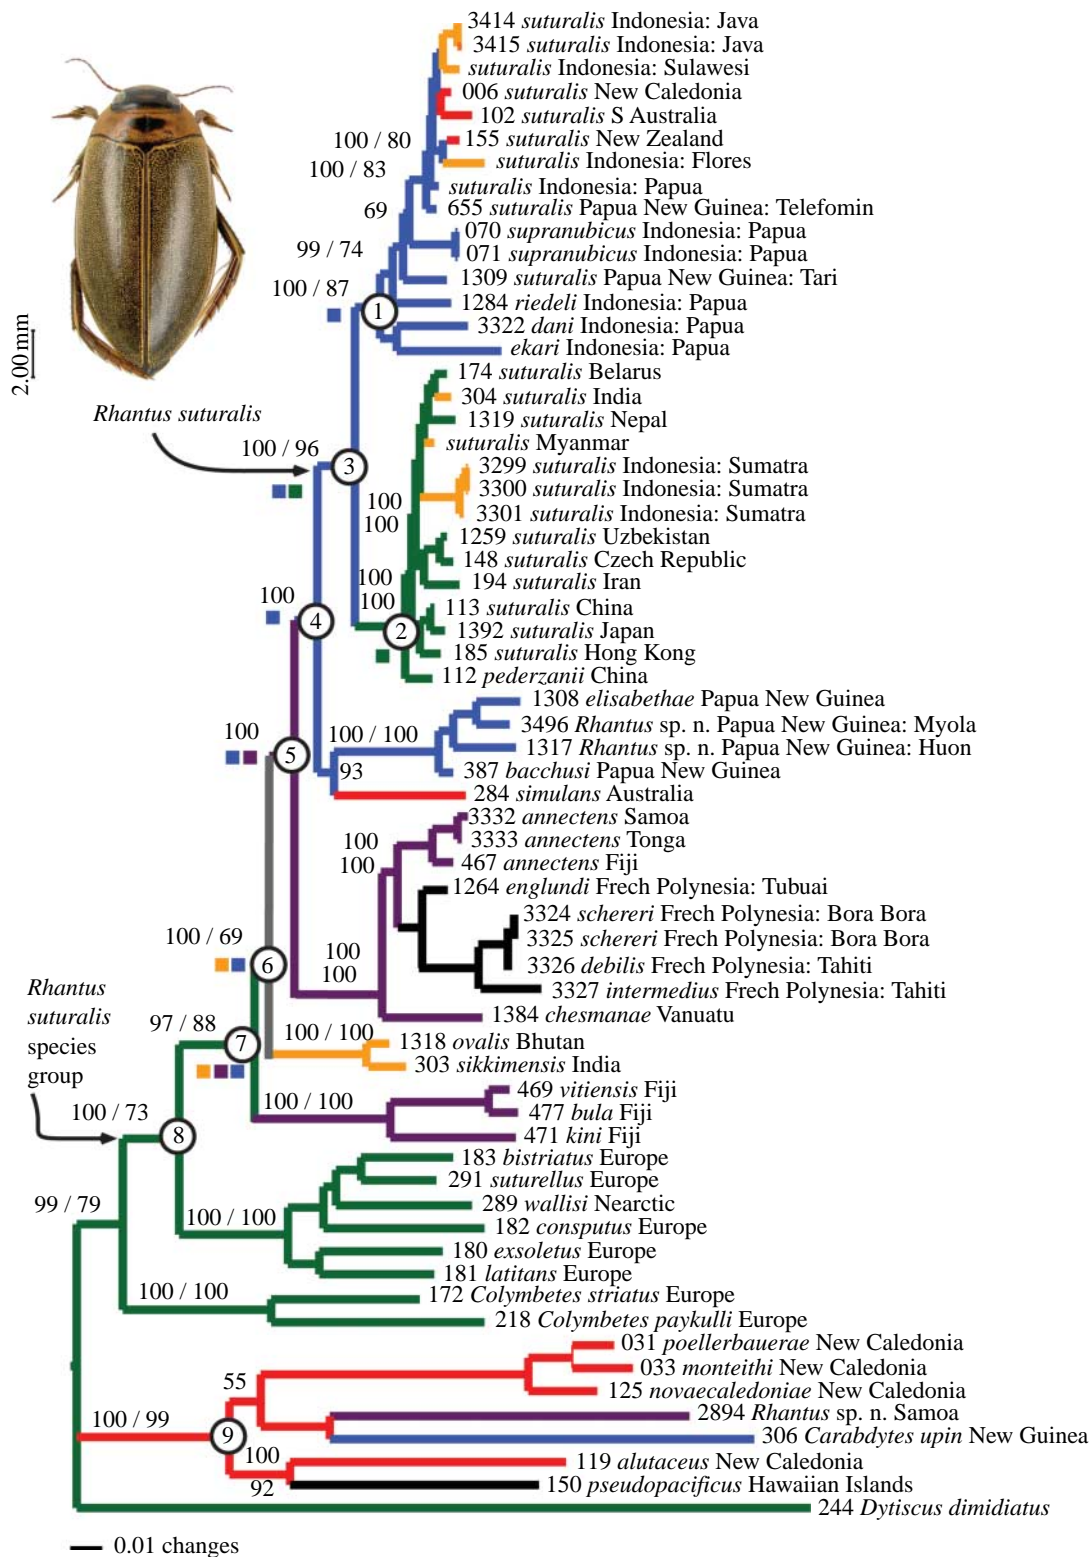 3414 suturalis Indonesia: Java
3415 suturalis Indonesia: Java
suturalis Indonesia: Sulawesi
006 suturalis New Caledonia
102 suturalis S Australia
100 / 80
155 suturalis New Zealand
suturalis Indonesia: Flores
100 / 83
suturalis Indonesia: Papua
655 suturalis Papua New Guinea: Telefomin
69
070 supranubicus Indonesia: Papua
071 supranubicus Indonesia: Papua
99 / 74
1309 suturalis Papua New Guinea: Tari
100 / 87
1284 riedeli Indonesia: Papua
1
3322 dani Indonesia: Papua
ekari Indonesia: Papua
2.00 mm
174 suturalis Belarus
304 suturalis India
Rhantus suturalis
1319 suturalis Nepal
suturalis Myanmar
100 / 96
3
3299 suturalis Indonesia: Sumatra
3300 suturalis Indonesia: Sumatra
3301 suturalis Indonesia: Sumatra
100
100
1259 suturalis Uzbekistan
148 suturalis Czech Republic
194 suturalis Iran
100
100
113 suturalis China
1392 suturalis Japan
100
4
2
185 suturalis Hong Kong
112 pederzanii China
1308 elisabethae Papua New Guinea
3496 Rhantus sp. n. Papua New Guinea: Myola
100 / 100
1317 Rhantus sp. n. Papua New Guinea: Huon
100
5
93
387 bacchusi Papua New Guinea
284 simulans Australia
3332 annectens Samoa
3333 annectens Tonga
100
100
467 annectens Fiji
1264 englundi Frech Polynesia: Tubuai
3324 schereri Frech Polynesia: Bora Bora
3325 schereri Frech Polynesia: Bora Bora
100 / 69
6
100
100
3326 debilis Frech Polynesia: Tahiti
3327 intermedius Frech Polynesia: Tahiti
1384 chesmanae Vanuatu
Rhantus
suturalis
species
group
97 / 88
7
100 / 100
1318 ovalis Bhutan
303 sikkimensis India
469 vitiensis Fiji
100 / 100
477 bula Fiji
471 kini Fiji
100 / 73
8
183 bistriatus Europe
291 suturellus Europe
289 wallisi Nearctic
99 / 79
100 / 100
182 consputus Europe
180 exsoletus Europe
181 latitans Europe
100 / 100
172 Colymbetes striatus Europe
218 Colymbetes paykulli Europe
031 poellerbauerae New Caledonia
033 monteithi New Caledonia
55
125 novaecaledoniae New Caledonia
100 / 99
9
2894 Rhantus sp. n. Samoa
306 Carabdytes upin New Guinea
100
92
119 alutaceus New Caledonia
150 pseudopacificus Hawaiian Islands
244 Dytiscus dimidiatus
0.01 changes